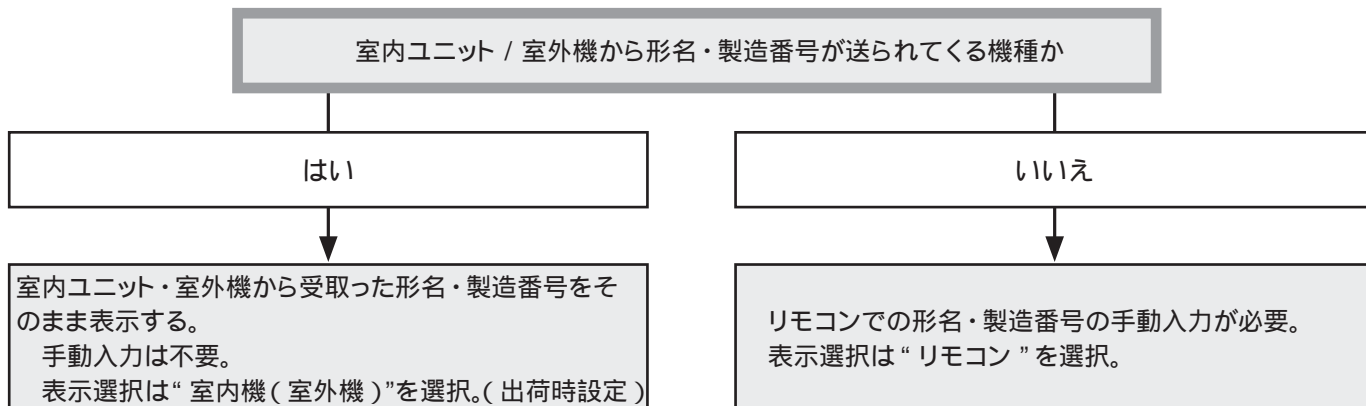 室内ユニット / 室外機から形名・製造番号が送られてくる機種か
はい
いいえ
室内ユニット・室外機から受取った形名・製造番号をそ
のまま表示する。
手動入力は不要。
表示選択は“ 室内機 ( 室外機 ) ”を選択。( 出荷時設定 )
リモコンでの形名・製造番号の手動入力が必要。
表示選択は “ リモコン ” を選択。